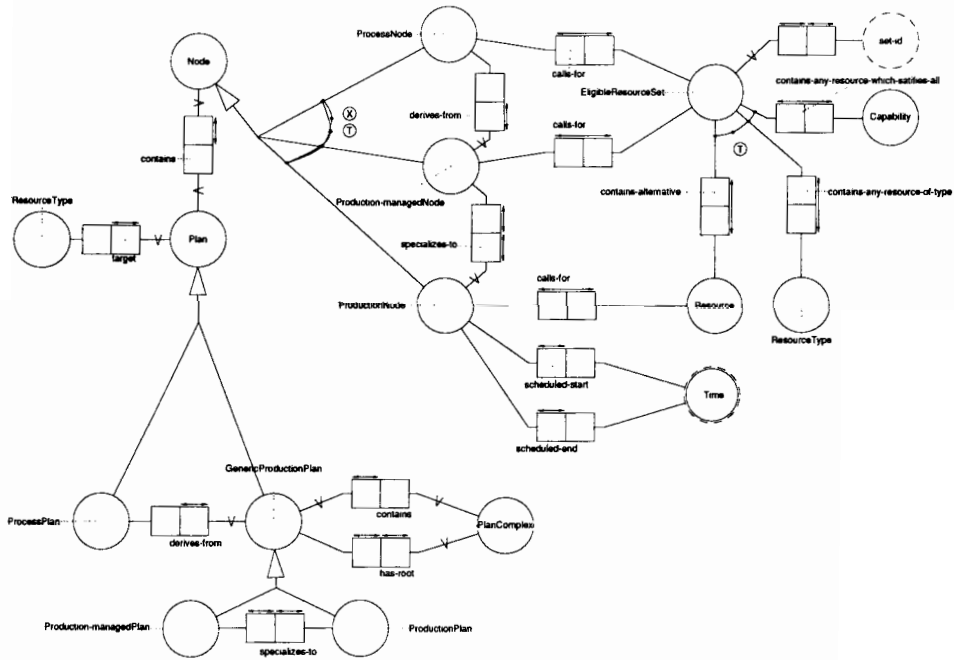 ProcessNode
set-id
Node
calls-for
contains-any-resource-which-satifies-all
EligibleResourceSet
derives-from
X
T
calls-for
Capability
T
contains
contains-alternative
contains-any-resource-of-type
ResourceType
Production-managedNode
Plan
specializes-to
target
calls-for
ProductionNode
Resource
ResourceType
scheduled-start
Time
scheduled-end
GenericProductionPlan
contains
ProcessPlan
PlanComplex
derives-from
has-root
Production-managedPlan
ProductionPlan
specializes-to